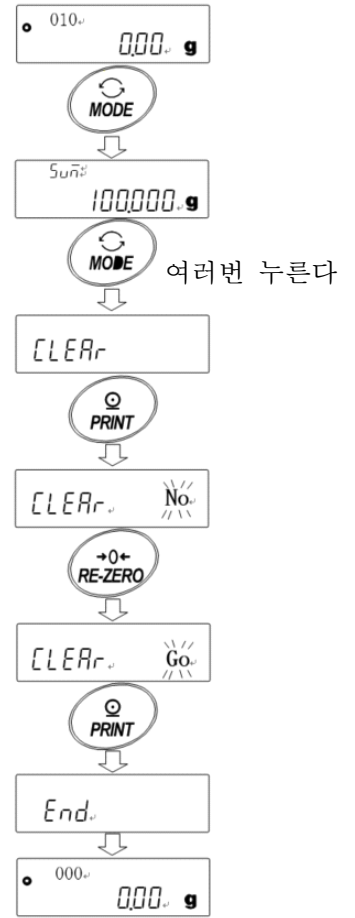 010
0.00 g
MODE
Sum
100.000 g
MODE 여러번 누른다
CLEAr
PRINT
CLEAr No
→0←
RE-ZERO
CLEAr Go
PRINT
End
000
0.00 g